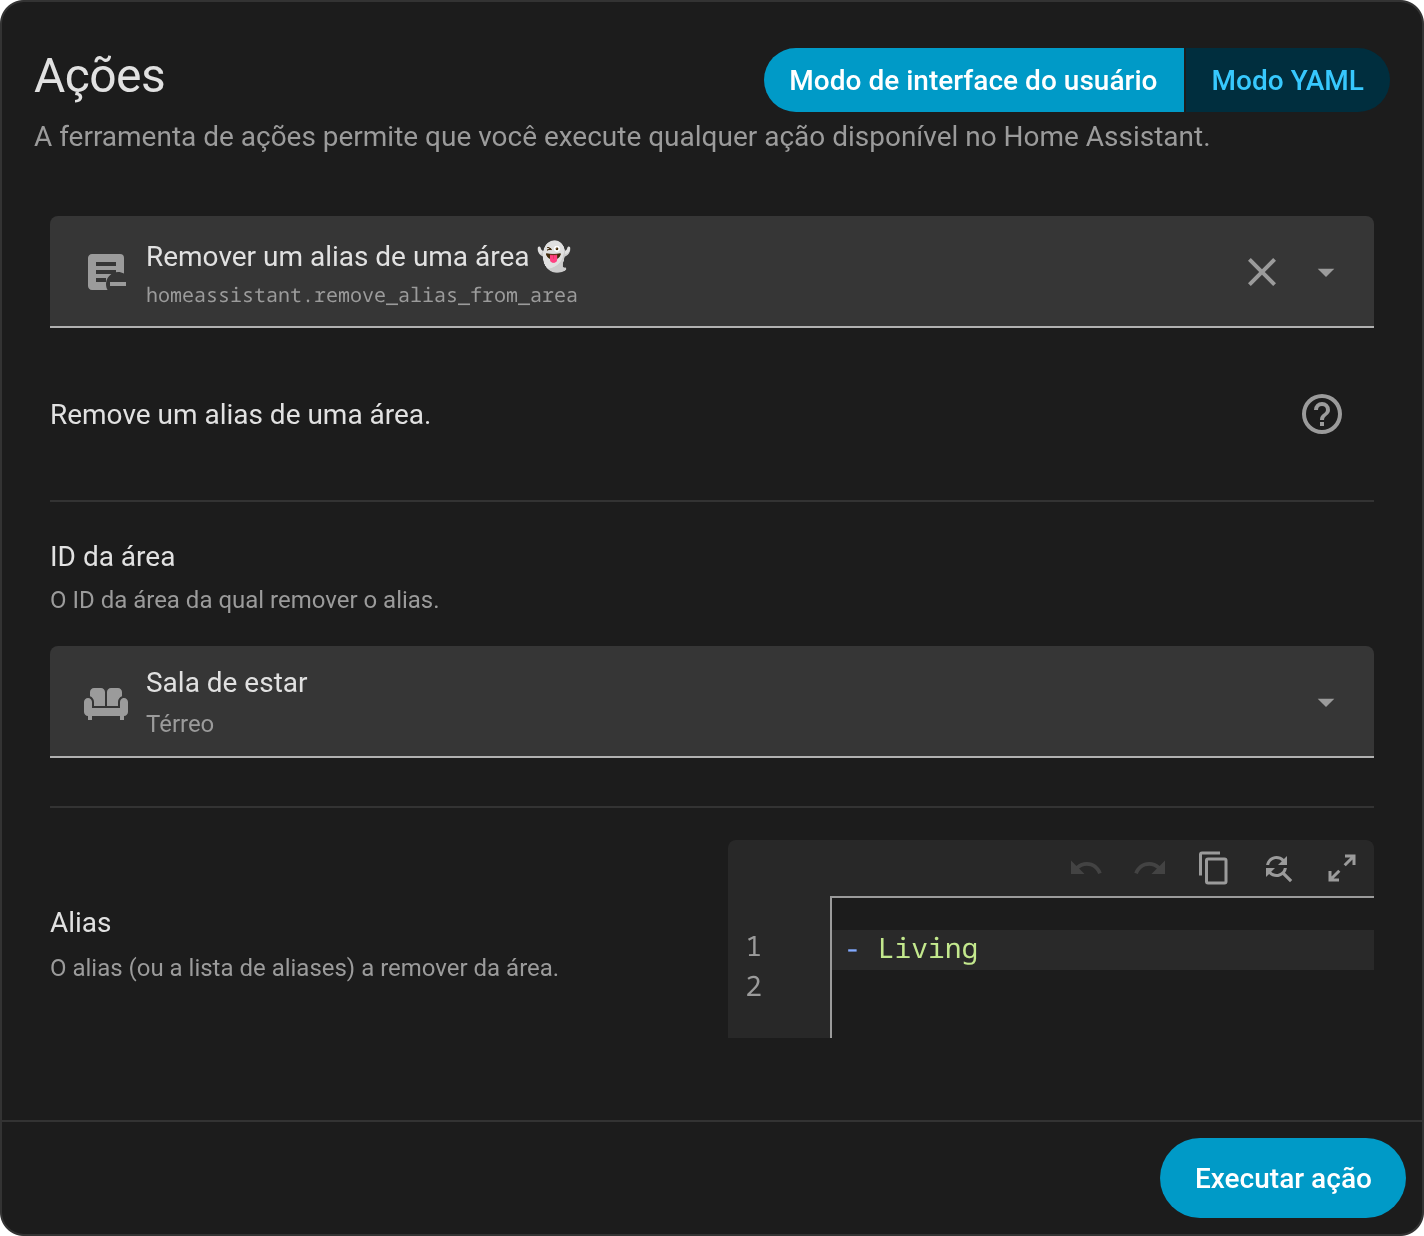 Ações
Modo de interface do usuário
Modo YAML
A ferramenta de ações permite que você execute qualquer ação disponível no Home Assistant.
Remover um alias de uma área 👻
homeassistant.remove_alias_from_area
Remove um alias de uma área.
ID da área
O ID da área da qual remover o alias.
Sala de estar
Térreo
Alias
O alias (ou a lista de aliases) a remover da área.
1
- Living
2
Executar ação